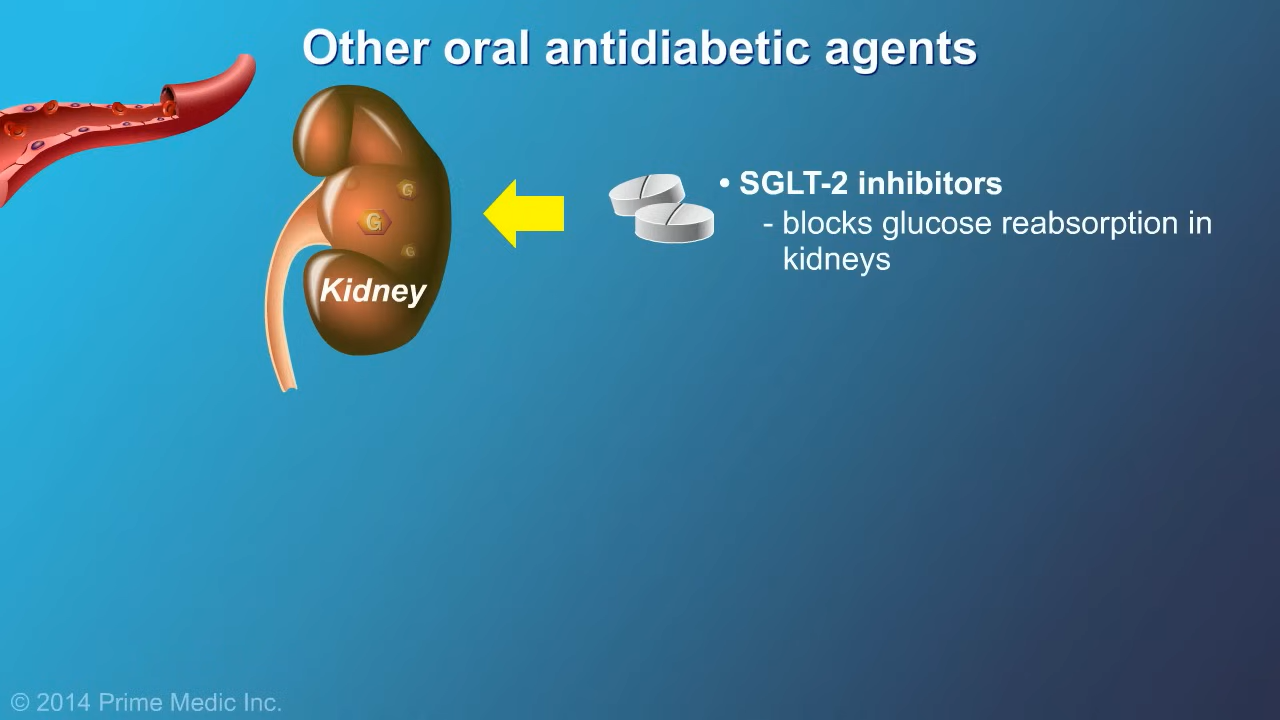 Other oral antidiabetic agents
• SGLT-2 inhibitors
- blocks glucose reabsorption in
kidneys
G
G
G
Kidney
© 2014 Prime Medic Inc.